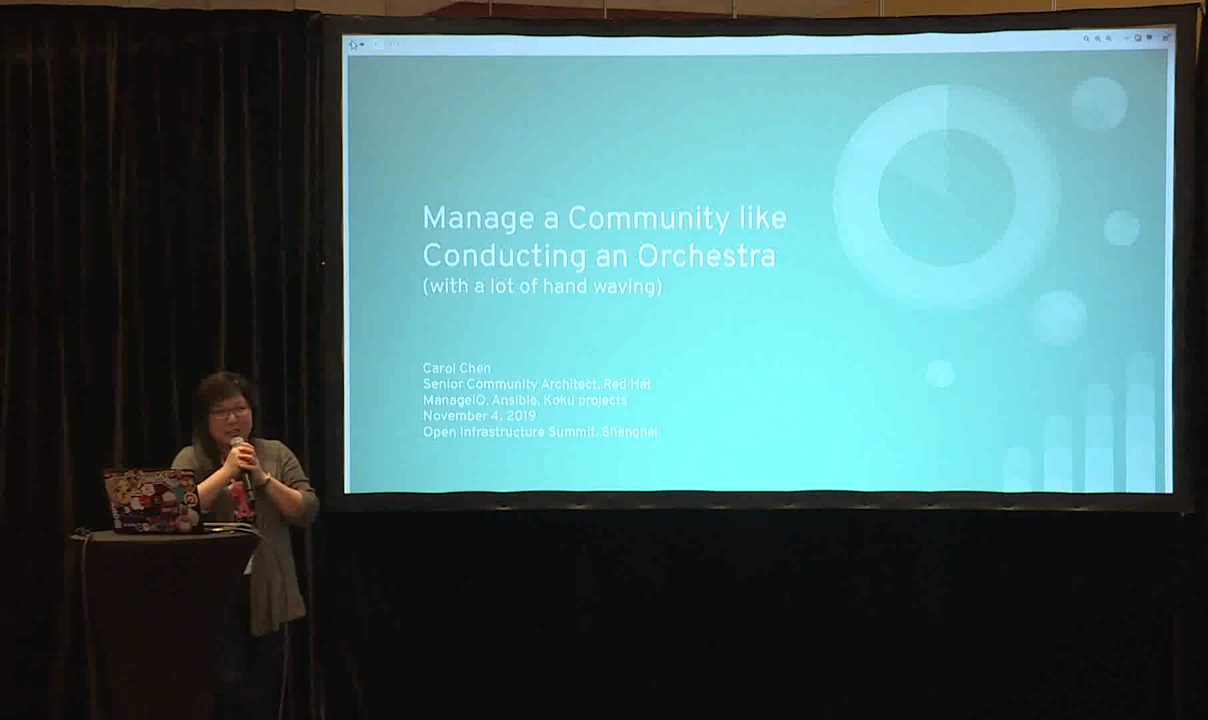 Manage a Community like
Conducting an Orchestra
(with a lot of hand waving)
Carol Chen
Senior Community Architect, Red Hat
ManageIQ, Ansible, Koku projects
November 4, 2019
Open Infrastructure Summit, Shanghai